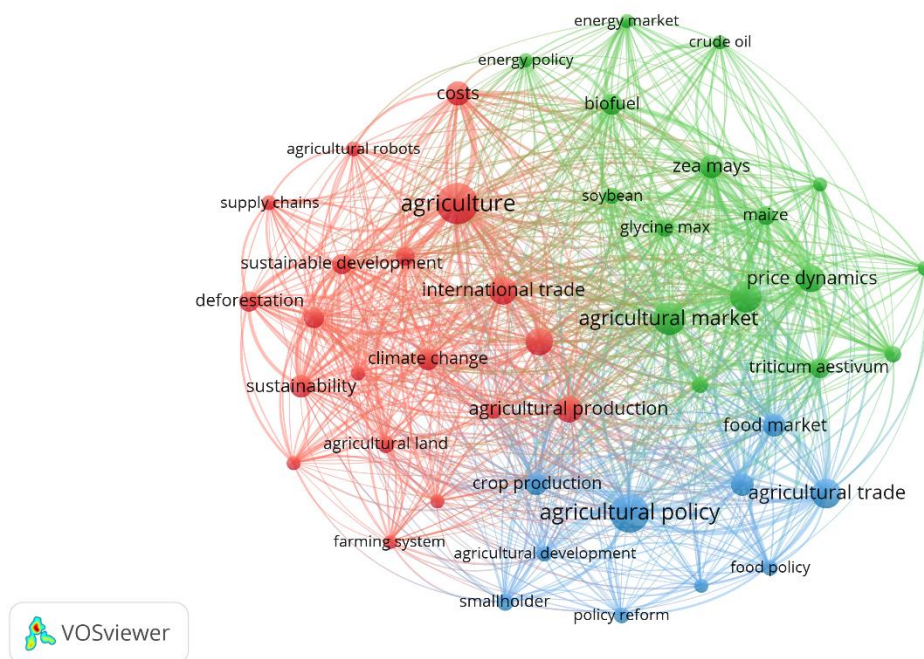 energy market
crude oil
energy policy
costs
biofuel
agricultural robots
zea mays
supply chains
agriculture
soybean
maize
glycine max
sustainable development
price dynamics
deforestation
international trade
agricultural market
climate change
triticum aestivum
sustainability
agricultural production
food market
agricultural land
crop production
agricultural trade
agricultural policy
farming system
agricultural development
food policy
smallholder
policy reform
VOSviewer